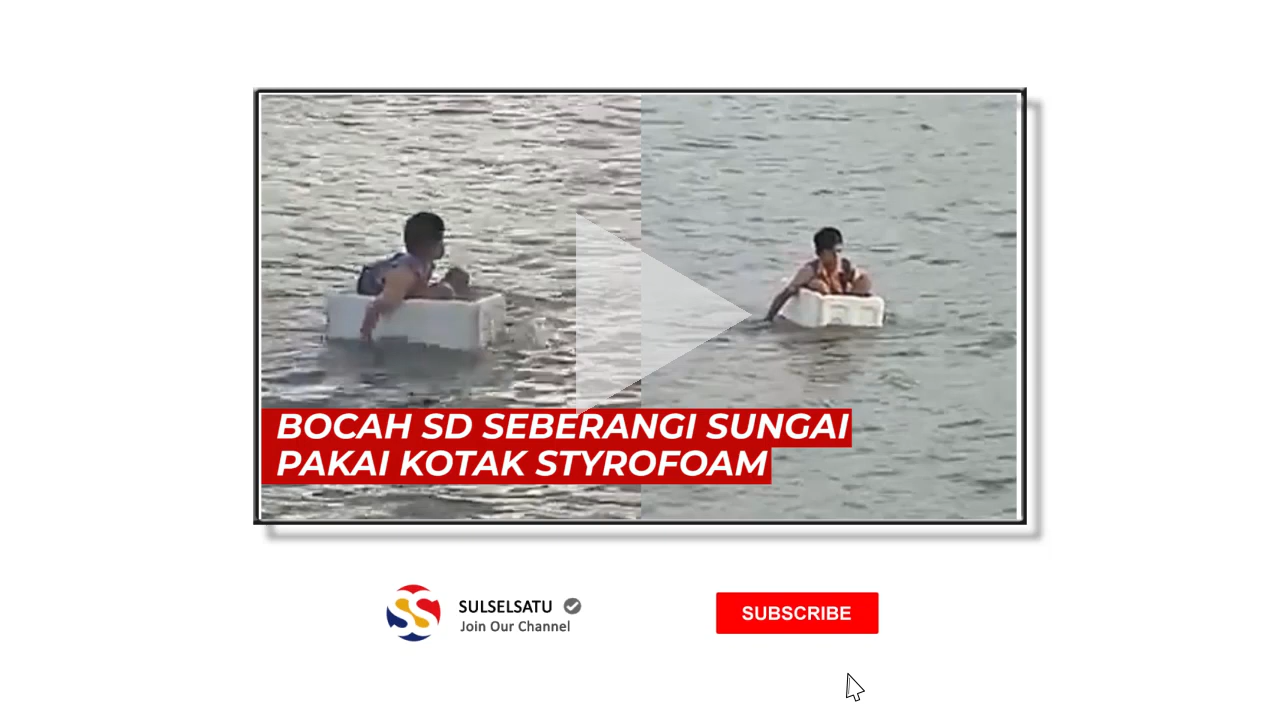 BOCAH SD SEBERANGI SUNGAI
PAKAI KOTAK STYROFOAM
SULSELSATU
Join Our Channel
SUBSCRIBE